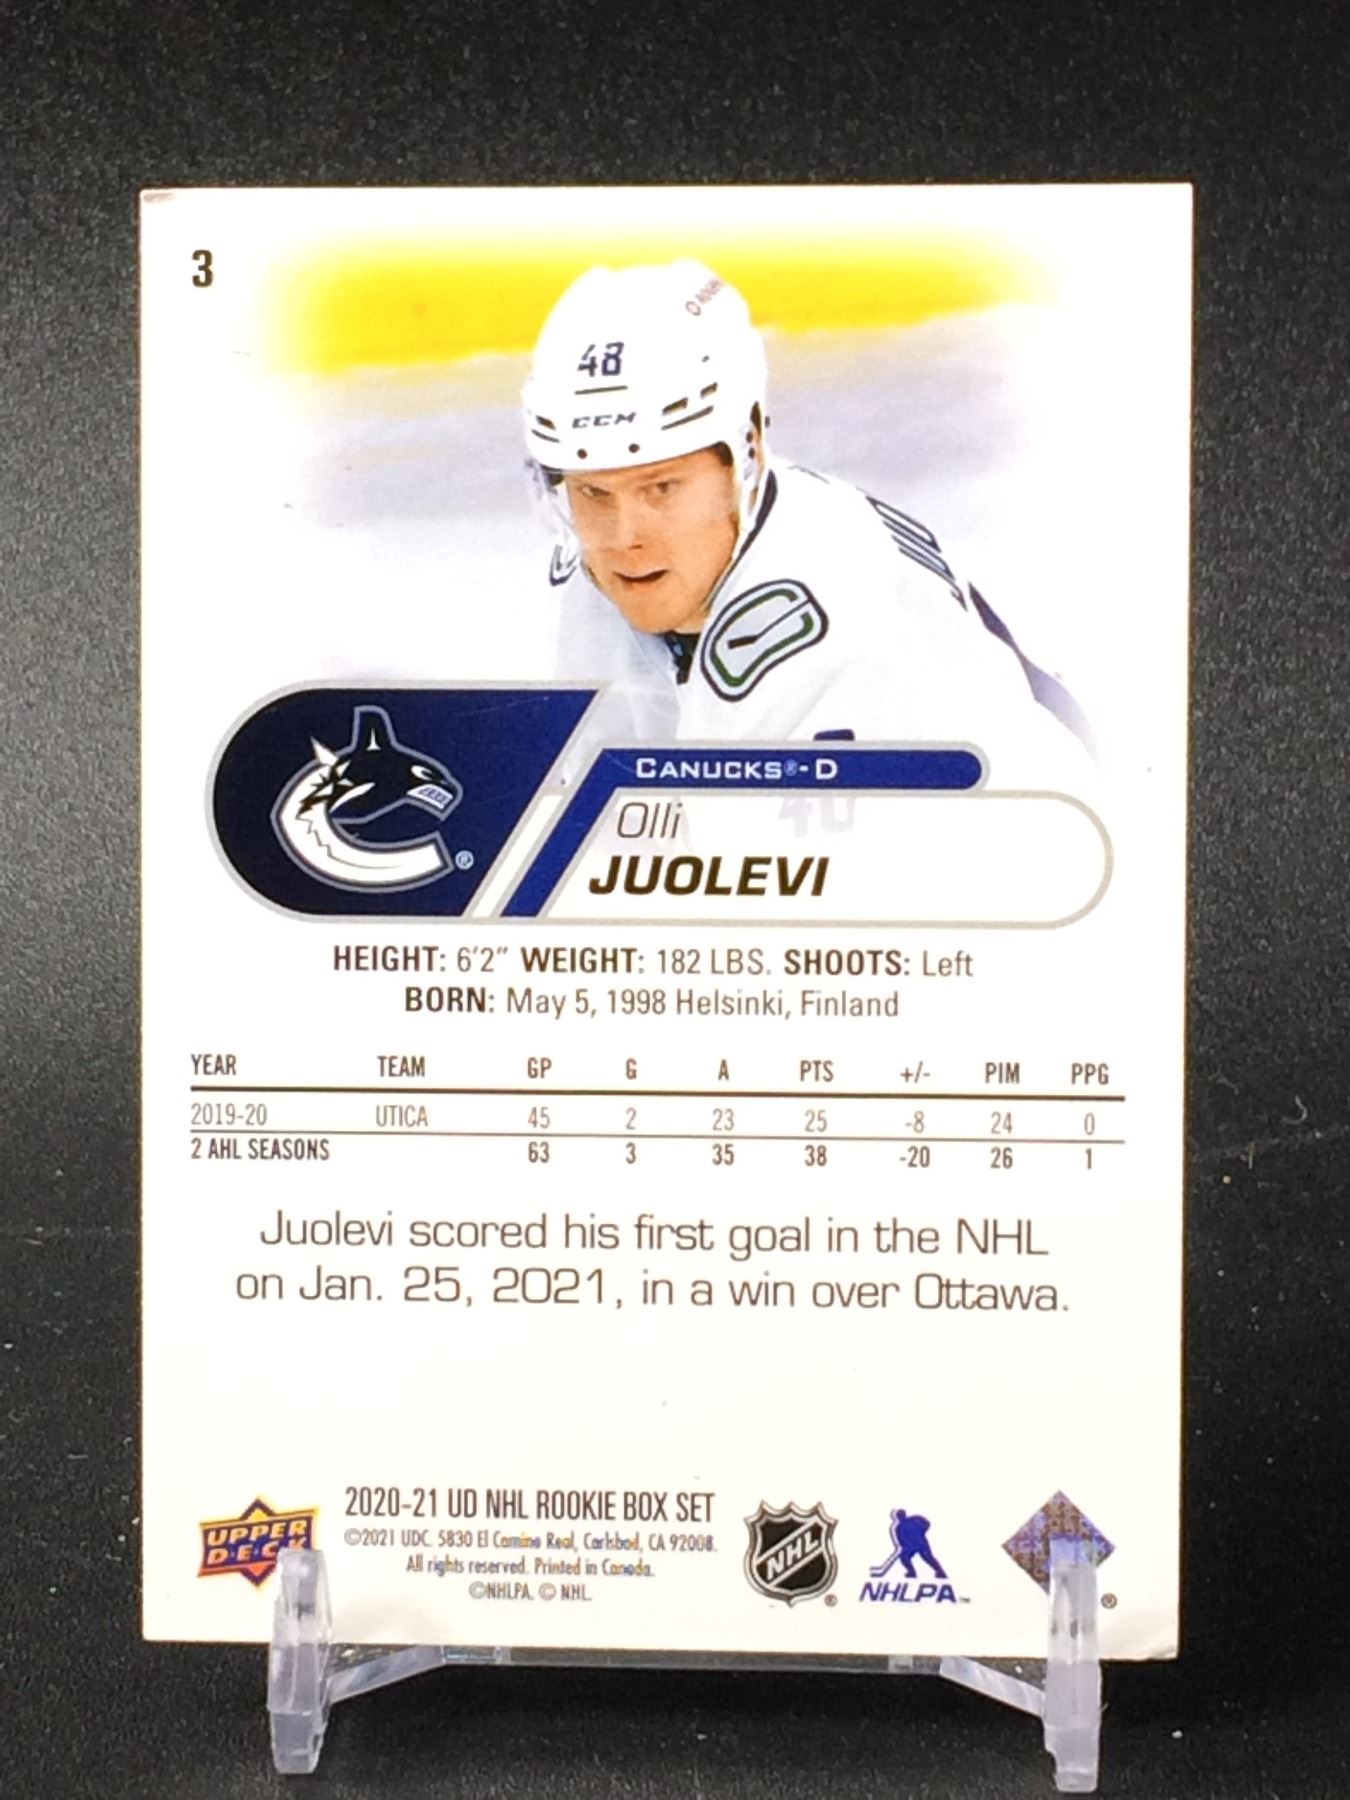 3
48
CCM
CANUCKS®-D
Olli
JUOLEVI
®
HEIGHT: 6'2" WEIGHT: 182 LBS. SHOOTS: Left
BORN: May 5, 1998 Helsinki, Finland
YEAR TEAM GP G A PTS +/- PIM PPG
2019-20 UTICA 45 2 23 25 -8 24 0
2 AHL SEASONS 63 3 35 38 -20 26 1
Juolevi scored his first goal in the NHL
on Jan. 25, 2021, in a win over Ottawa.
UPPER
DECK
2020-21 UD NHL ROOKIE BOX SET
©2021 UDC. 5830 El Camino Real, Carlsbad, CA 92008.
All rights reserved. Printed in Canada.
©NHLPA. © NHL.
NHL ®
NHLPA™
®